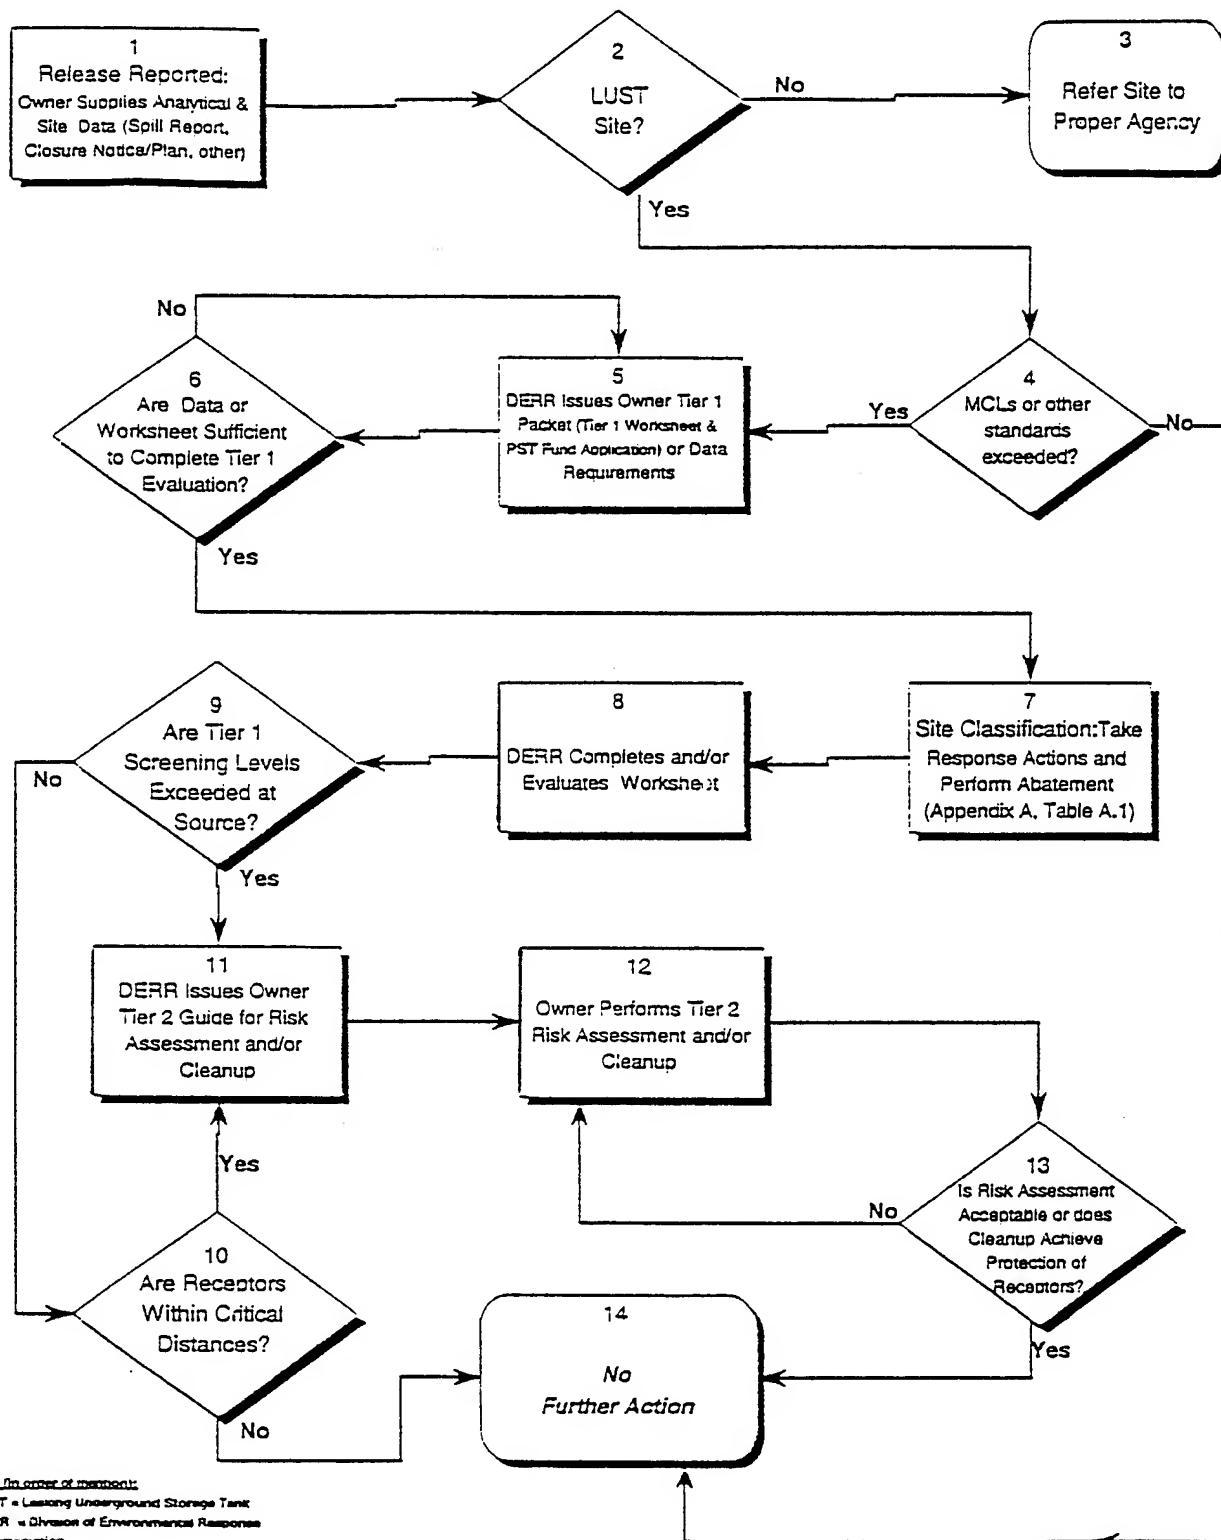 1
Release Reported:
Owner Supplies Analytical &
Site Data (Spill Report,
Closure Notice/Plan, other)
2
LUST
Site?
No
3
Refer Site to
Proper Agency
Yes
No
6
Are Data or
Worksheet Sufficient
to Complete Tier 1
Evaluation?
5
DERR Issues Owner Tier 1
Packet (Tier 1 Worksheet &
PST Fund Application) or Data
Requirements
Yes
4
MCLs or other
standards
exceeded?
No
Yes
9
Are Tier 1
Screening Levels
Exceeded at
Source?
No
8
DERR Completes and/or
Evaluates Worksheet
7
Site Classification:Take
Response Actions and
Perform Abatement
(Appendix A, Table A.1)
Yes
11
DERR Issues Owner
Tier 2 Guide for Risk
Assessment and/or
Cleanup
12
Owner Performs Tier 2
Risk Assessment and/or
Cleanup
Yes
10
Are Receptors
Within Critical
Distances?
No
13
Is Risk Assessment
Acceptable or does
Cleanup Achieve
Protection of
Receptors?
No
Yes
14
No
Further Action
(in order of mention):
T = Leaking Underground Storage Tank
R = Division of Environmental Response